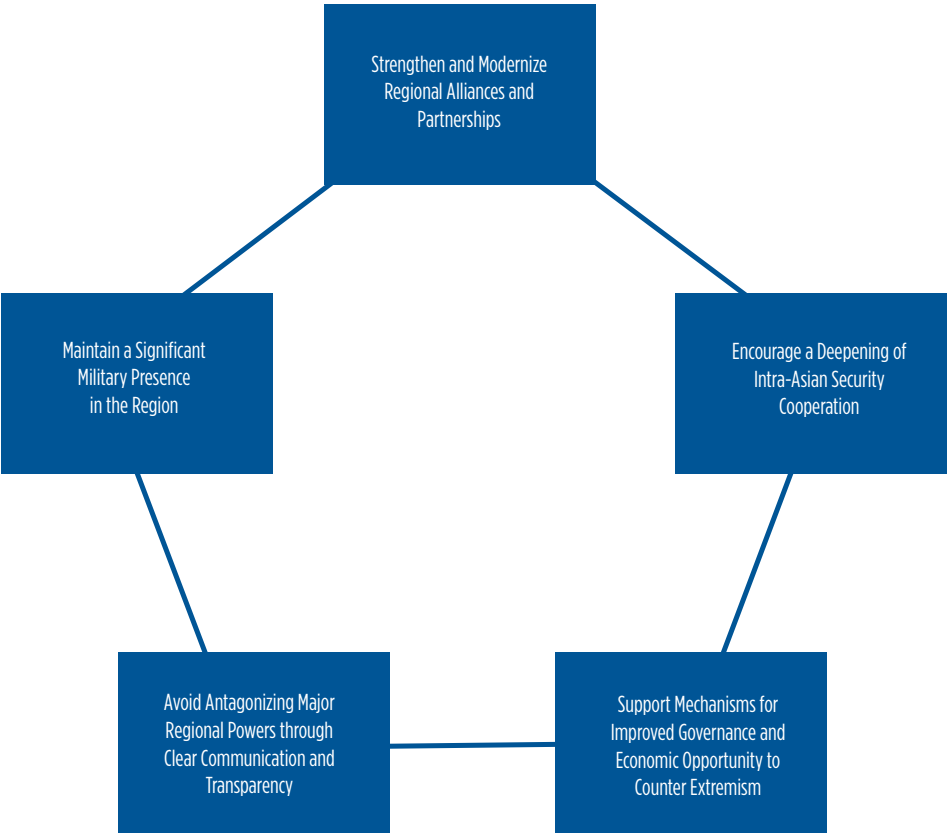 Strengthen and Modernize
Regional Alliances and
Partnerships
Maintain a Significant
Military Presence
in the Region
Encourage a Deepening of
Intra-Asian Security
Cooperation
Avoid Antagonizing Major
Regional Powers through
Clear Communication and
Transparency
Support Mechanisms for
Improved Governance and
Economic Opportunity to
Counter Extremism